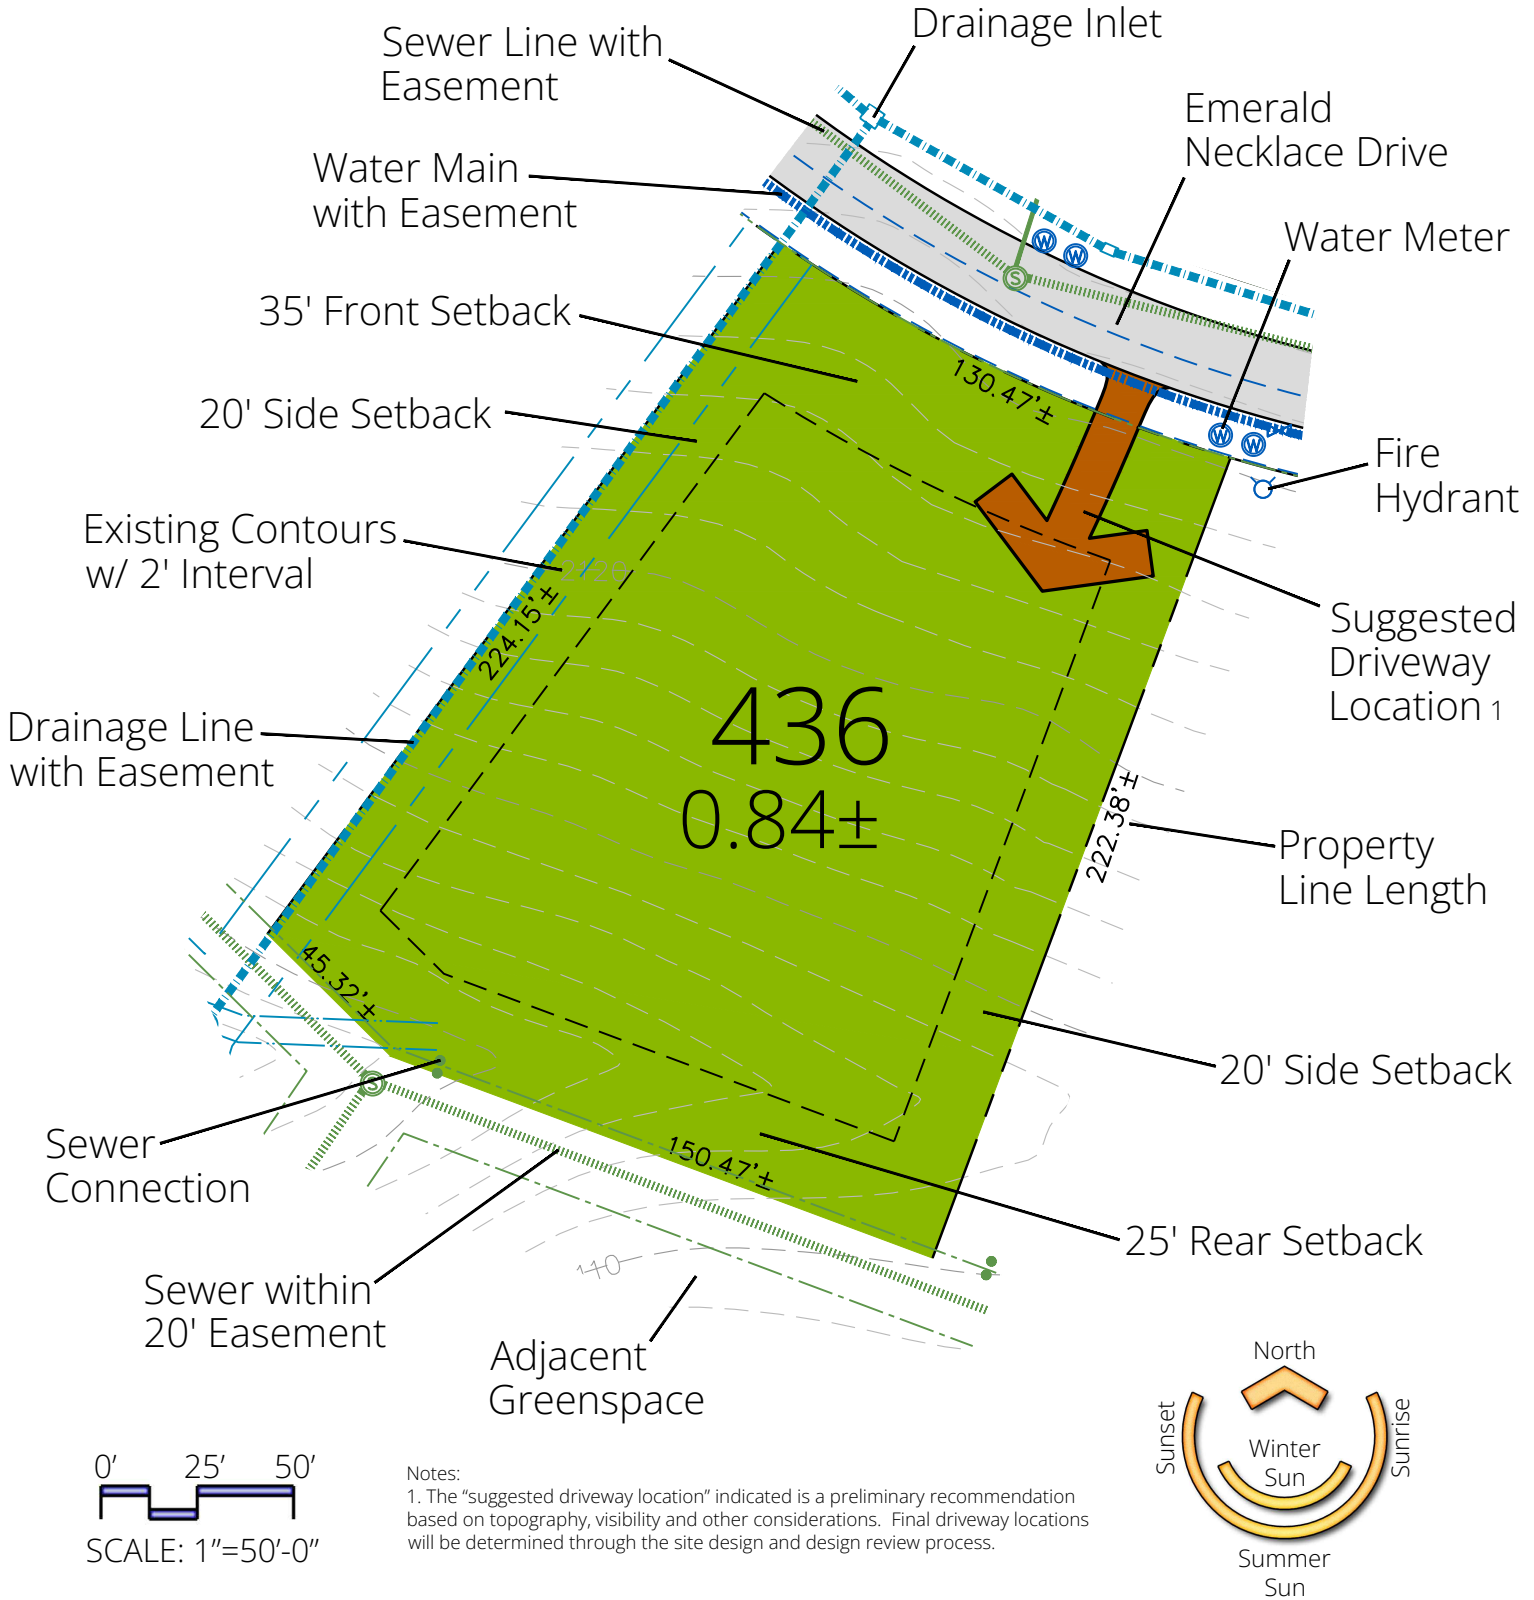 Drainage Inlet
Sewer Line with
Easement
Emerald
Necklace Drive
Water Main
with Easement
Water Meter
35' Front Setback
130.47'±
20' Side Setback
Fire
Hydrant
Existing Contours
w/ 2' Interval
2120
224.15'±
Suggested
Driveway
Location 1
436
0.84±
Drainage Line
with Easement
222.38'±
Property
Line Length
45.32'±
20' Side Setback
Sewer
Connection
150.47'±
25' Rear Setback
Sewer within
20' Easement
110
Adjacent
Greenspace
W
W
W
W
S
S
North
Sunset
Sunrise
Winter
Sun
Summer
Sun
0' 25' 50'
SCALE: 1"=50'-0"
Notes:
1. The “suggested driveway location” indicated is a preliminary recommendation
based on topography, visibility and other considerations. Final driveway locations
will be determined through the site design and design review process.